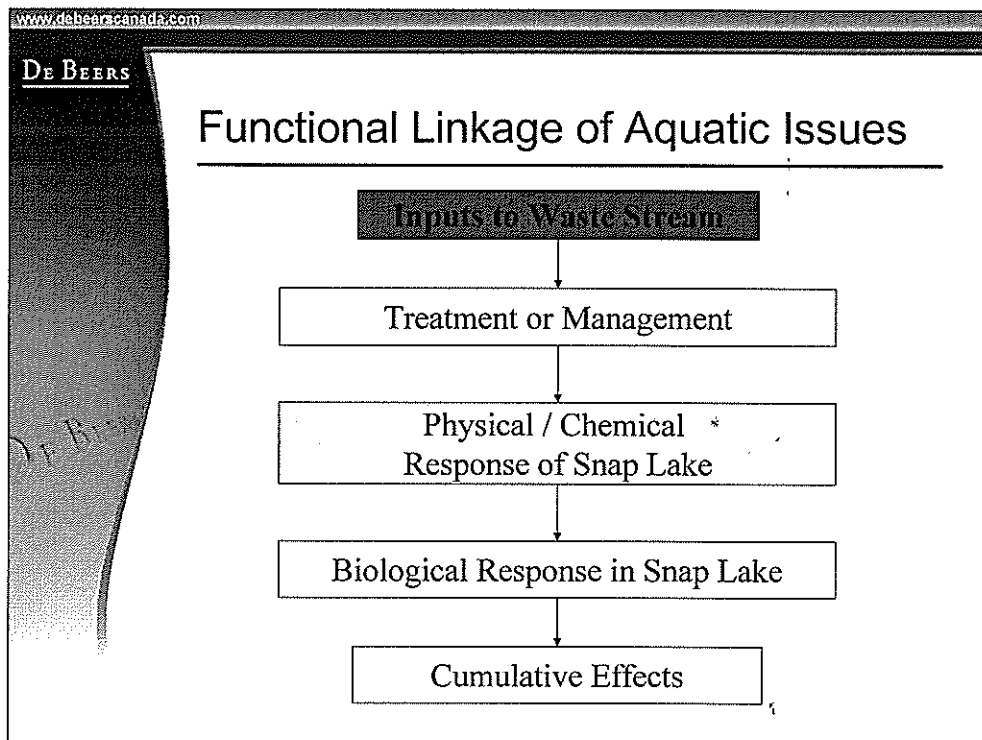 www.debeerscanada.com
DE BEERS
Functional Linkage of Aquatic Issues
Inputs to Waste Stream
Treatment or Management
Physical / Chemical
Response of Snap Lake
Biological Response in Snap Lake
Cumulative Effects